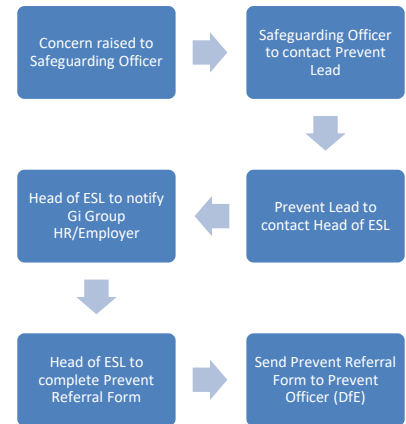 Concern raised to
Safeguarding Officer
Safeguarding Officer
to contact Prevent
Lead
Prevent Lead to
contact Head of ESL
Head of ESL to notify
Gi Group
HR/Employer
Head of ESL to
complete Prevent
Referral Form
Send Prevent Referral
Form to Prevent
Officer (DfE)